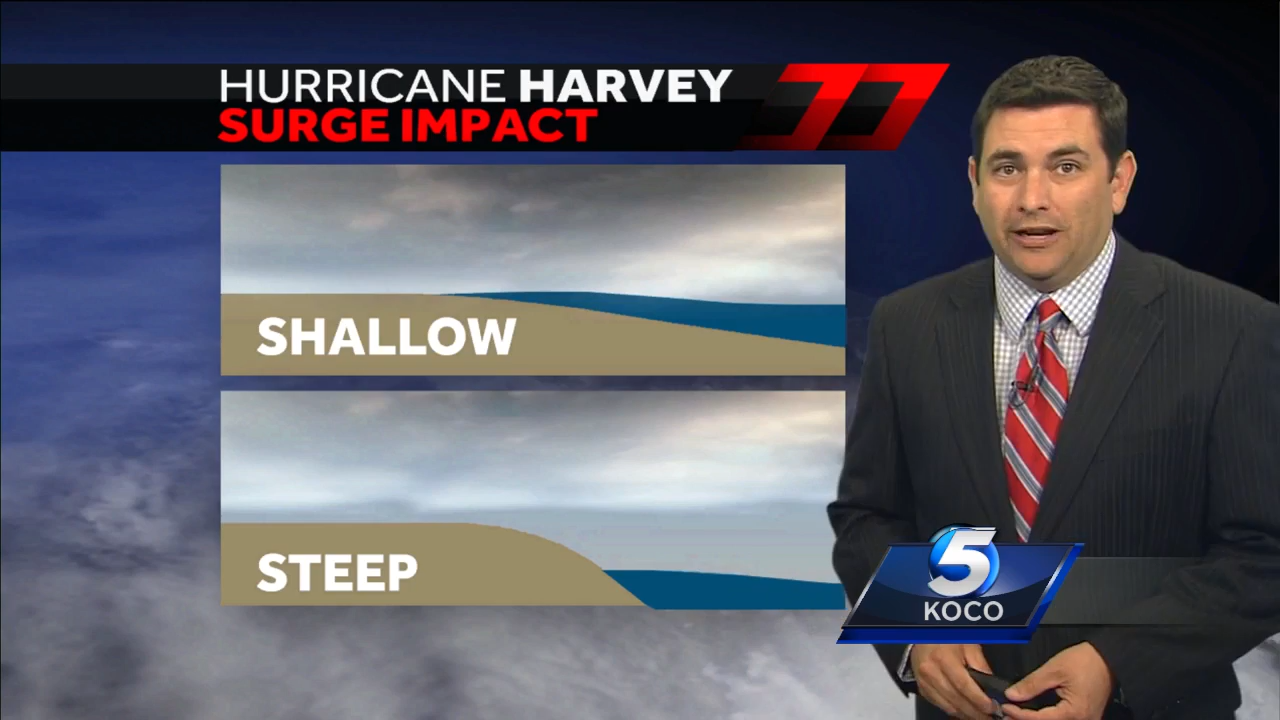 HURRICANE HARVEY
SURGE IMPACT
SHALLOW
STEEP
5
KOCO